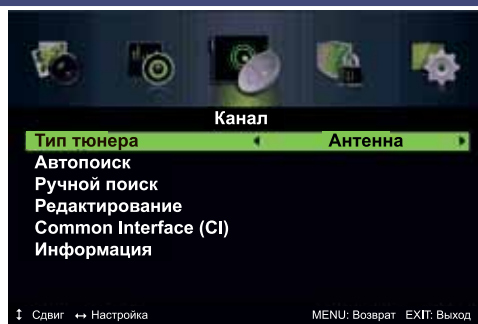 Канал
Тип тюнера Антенна
Автопоиск
Ручной поиск
Редактирование
Common Interface (CI)
Информация
Сдвиг Настройка MENU: Возврат EXIT: Выход